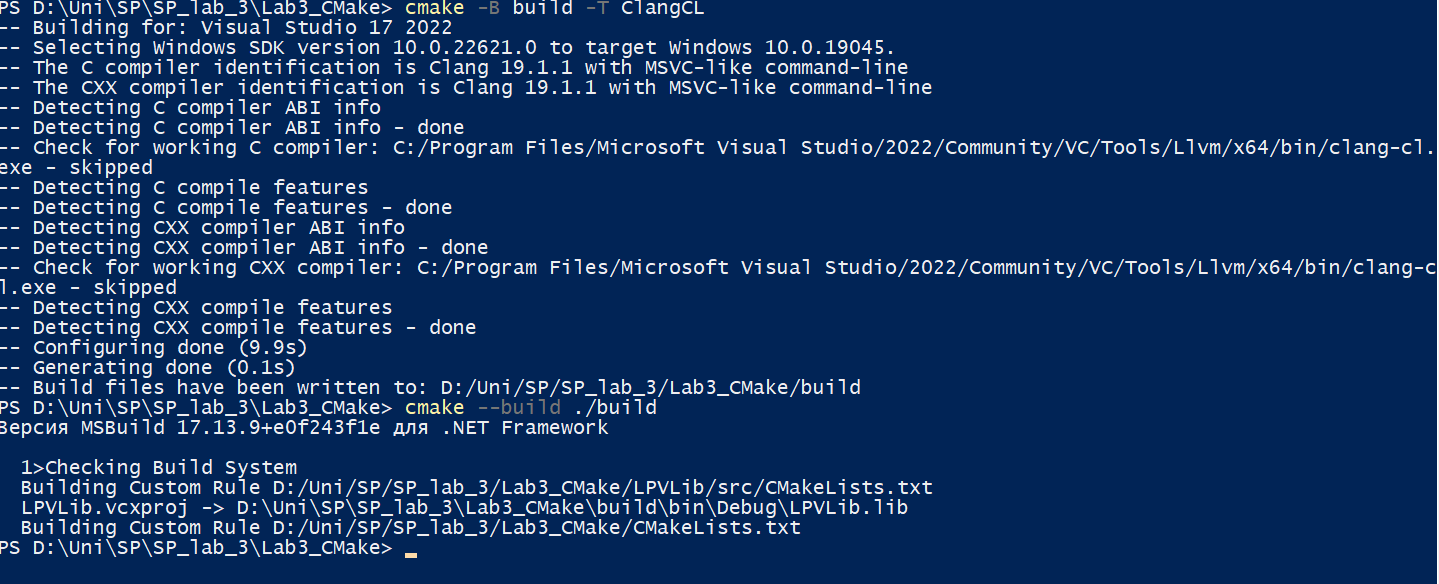 PS D:\Uni\SP\SP_lab_3\Lab3_CMake> cmake -B build -T ClangCL
-- Building for: Visual Studio 17 2022
-- Selecting Windows SDK version 10.0.22621.0 to target Windows 10.0.19045.
-- The C compiler identification is Clang 19.1.1 with MSVC-like command-line
-- The CXX compiler identification is Clang 19.1.1 with MSVC-like command-line
-- Detecting C compiler ABI info
-- Detecting C compiler ABI info - done
-- Check for working C compiler: C:/Program Files/Microsoft Visual Studio/2022/Community/VC/Tools/Llvm/x64/bin/clang-cl.
exe - skipped
-- Detecting C compile features
-- Detecting C compile features - done
-- Detecting CXX compiler ABI info
-- Detecting CXX compiler ABI info - done
-- Check for working CXX compiler: C:/Program Files/Microsoft Visual Studio/2022/Community/VC/Tools/Llvm/x64/bin/clang-c
l.exe - skipped
-- Detecting CXX compile features
-- Detecting CXX compile features - done
-- Configuring done (9.9s)
-- Generating done (0.1s)
-- Build files have been written to: D:/Uni/SP/SP_lab_3/Lab3_CMake/build
PS D:\Uni\SP\SP_lab_3\Lab3_CMake> cmake --build ./build
Версия MSBuild 17.13.9+e0f243f1e для .NET Framework
1>Checking Build System
Building Custom Rule D:/Uni/SP/SP_lab_3/Lab3_CMake/LPVLib/src/CMakeLists.txt
LPVLib.vcxproj -> D:\Uni\SP\SP_lab_3\Lab3_CMake\build\bin\Debug\LPVLib.lib
Building Custom Rule D:/Uni/SP/SP_lab_3/Lab3_CMake/CMakeLists.txt
PS D:\Uni\SP\SP_lab_3\Lab3_CMake>